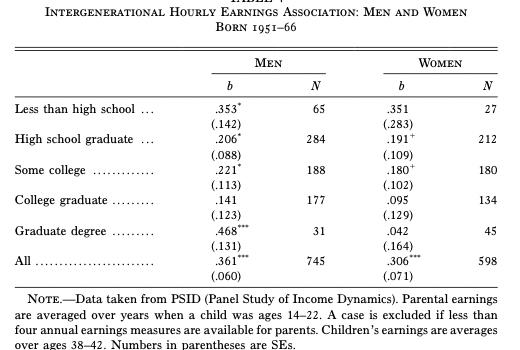 INTERGENERATIONAL HOURLY EARNINGS ASSOCIATION: MEN AND WOMEN
BORN 1951–66
MEN WOMEN
b N b N
Less than high school ... .353* 65 .351 27
(.142) (.283)
High school graduate ... .206* 284 .191+ 212
(.088) (.109)
Some college ............. .221* 188 .180+ 180
(.113) (.102)
College graduate ......... .141 177 .095 134
(.123) (.129)
Graduate degree ......... .468*** 31 .042 45
(.131) (.164)
All ......................... .361*** 745 .306*** 598
(.060) (.071)
NOTE.—Data taken from PSID (Panel Study of Income Dynamics). Parental earnings
are averaged over years when a child was ages 14–22. A case is excluded if less than
four annual earnings measures are available for parents. Children's earnings are averages
over ages 38–42. Numbers in parentheses are SEs.